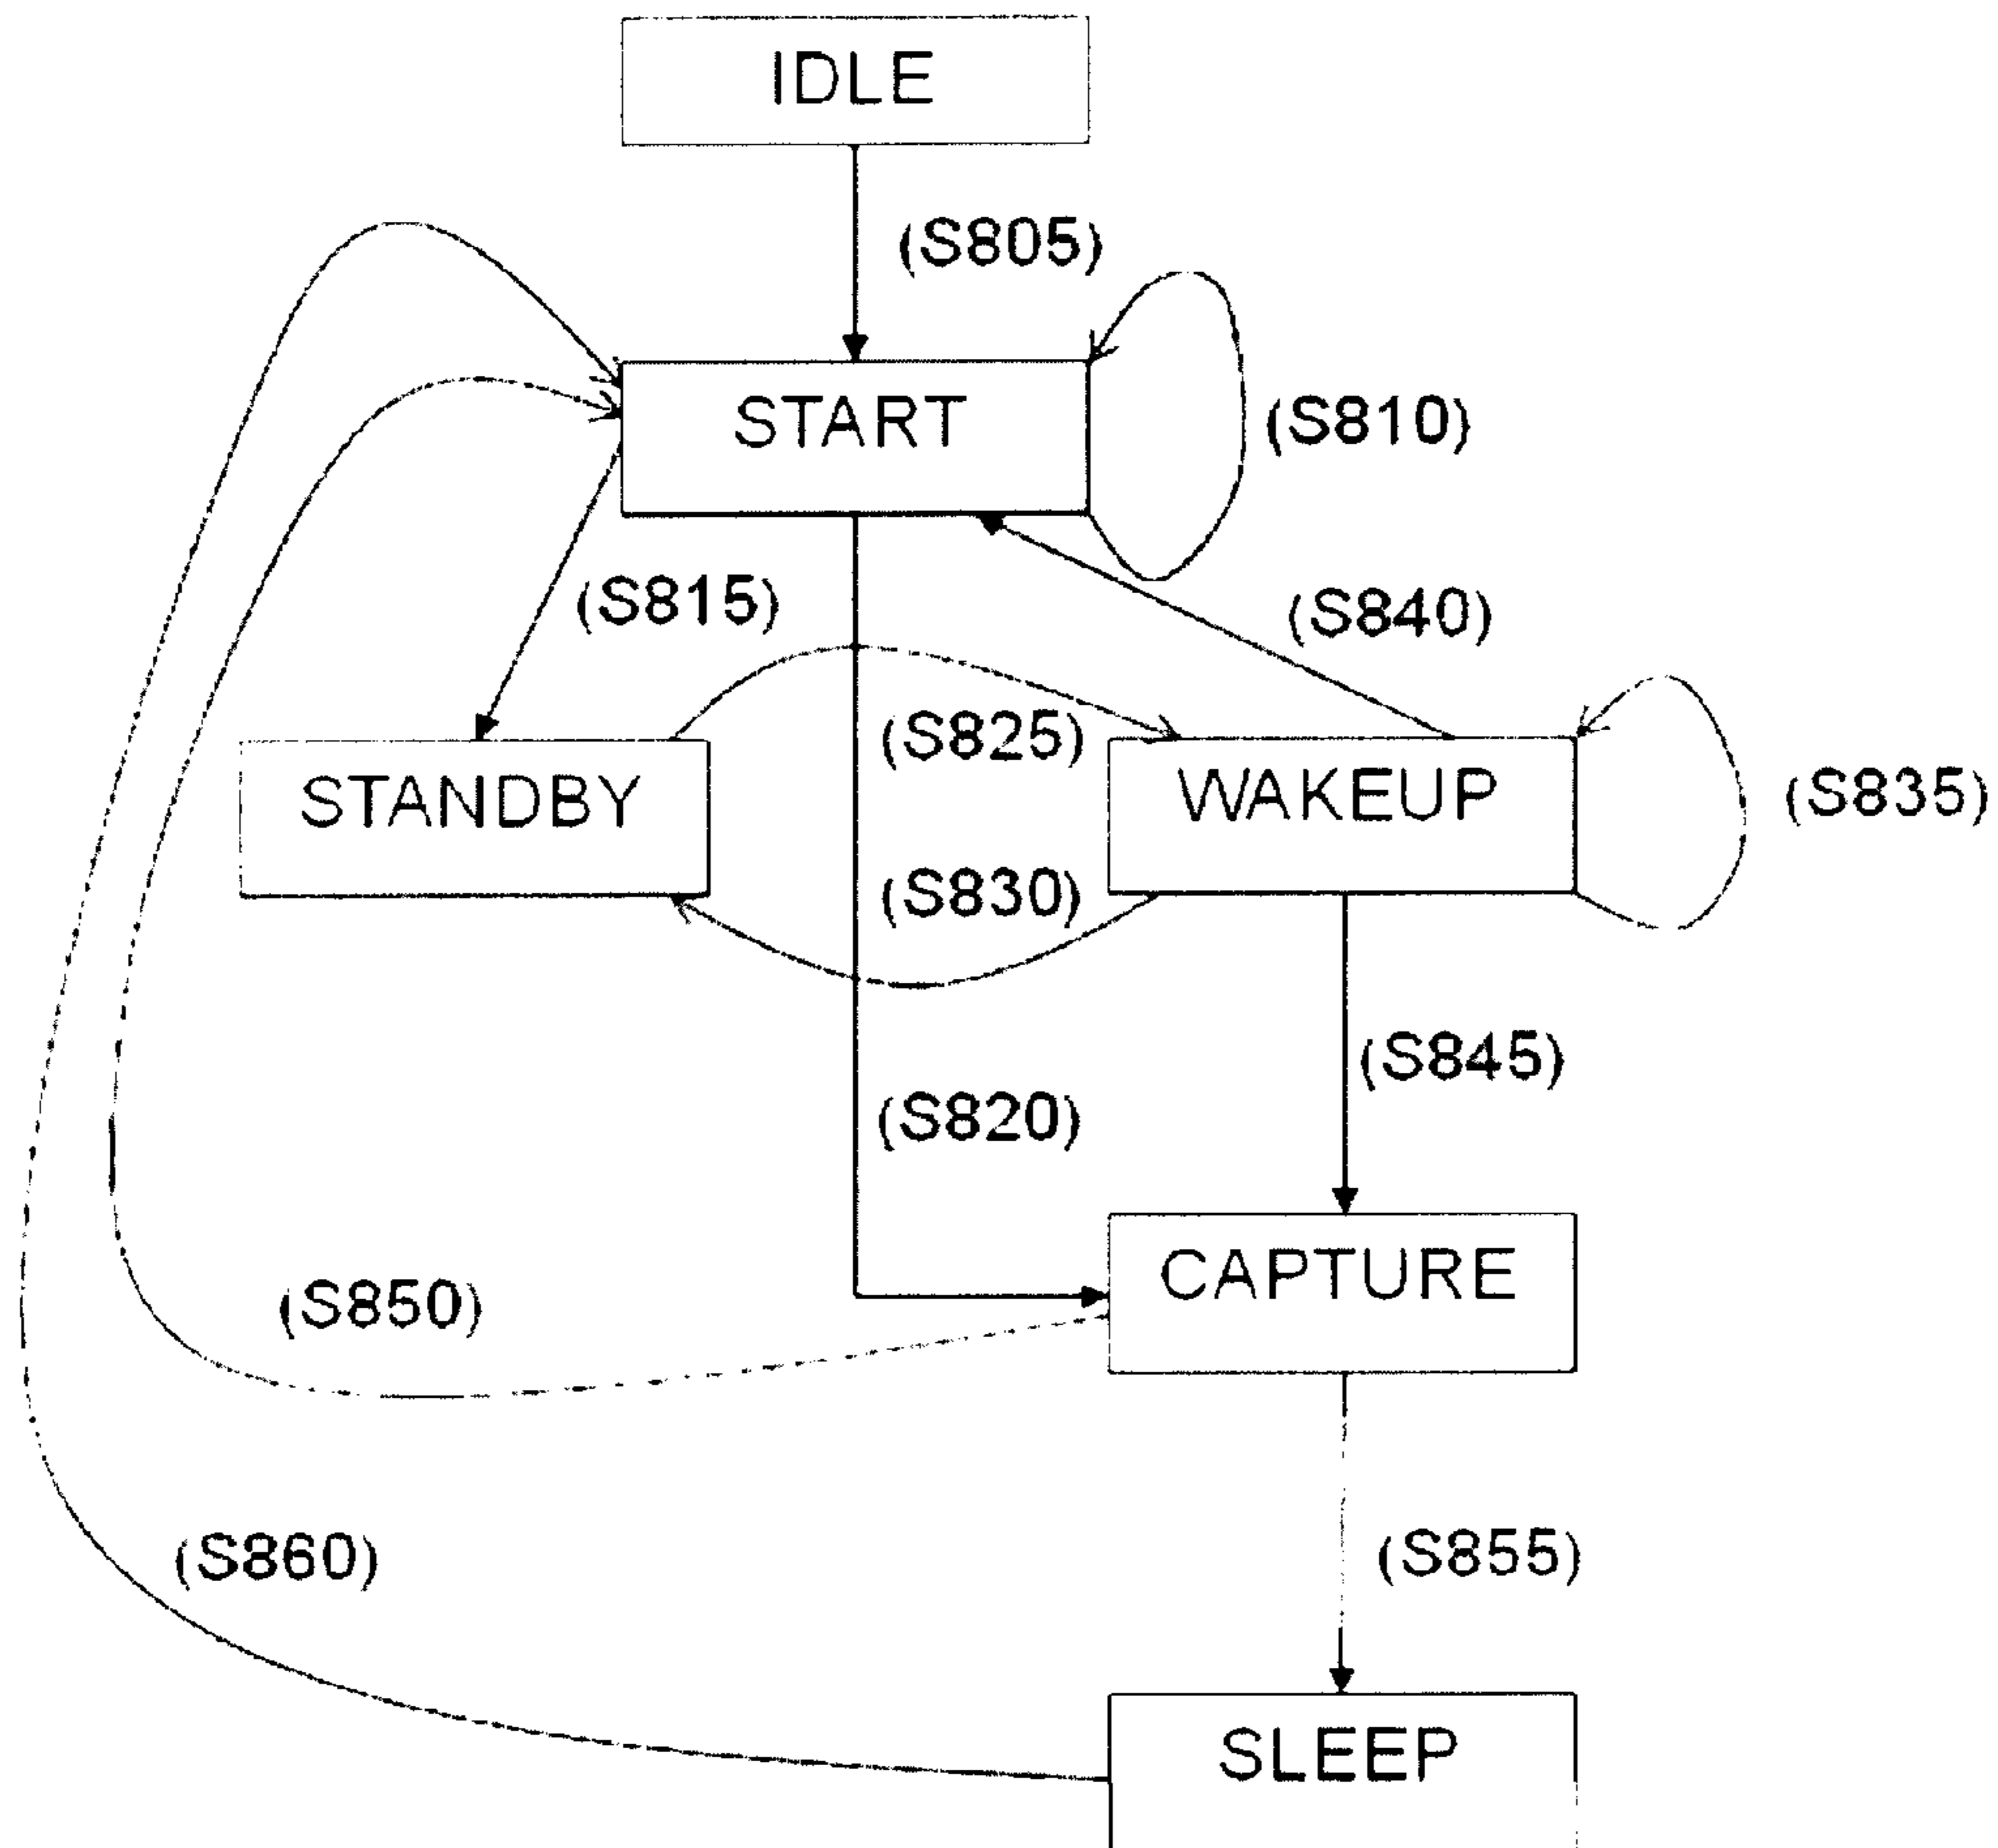 IDLE
(S805)
START
(S810)
(S815)
(S840)
(S825)
STANDBY
WAKEUP
(S835)
(S830)
(S845)
(S820)
CAPTURE
(S850)
(S860)
(S855)
SLEEP